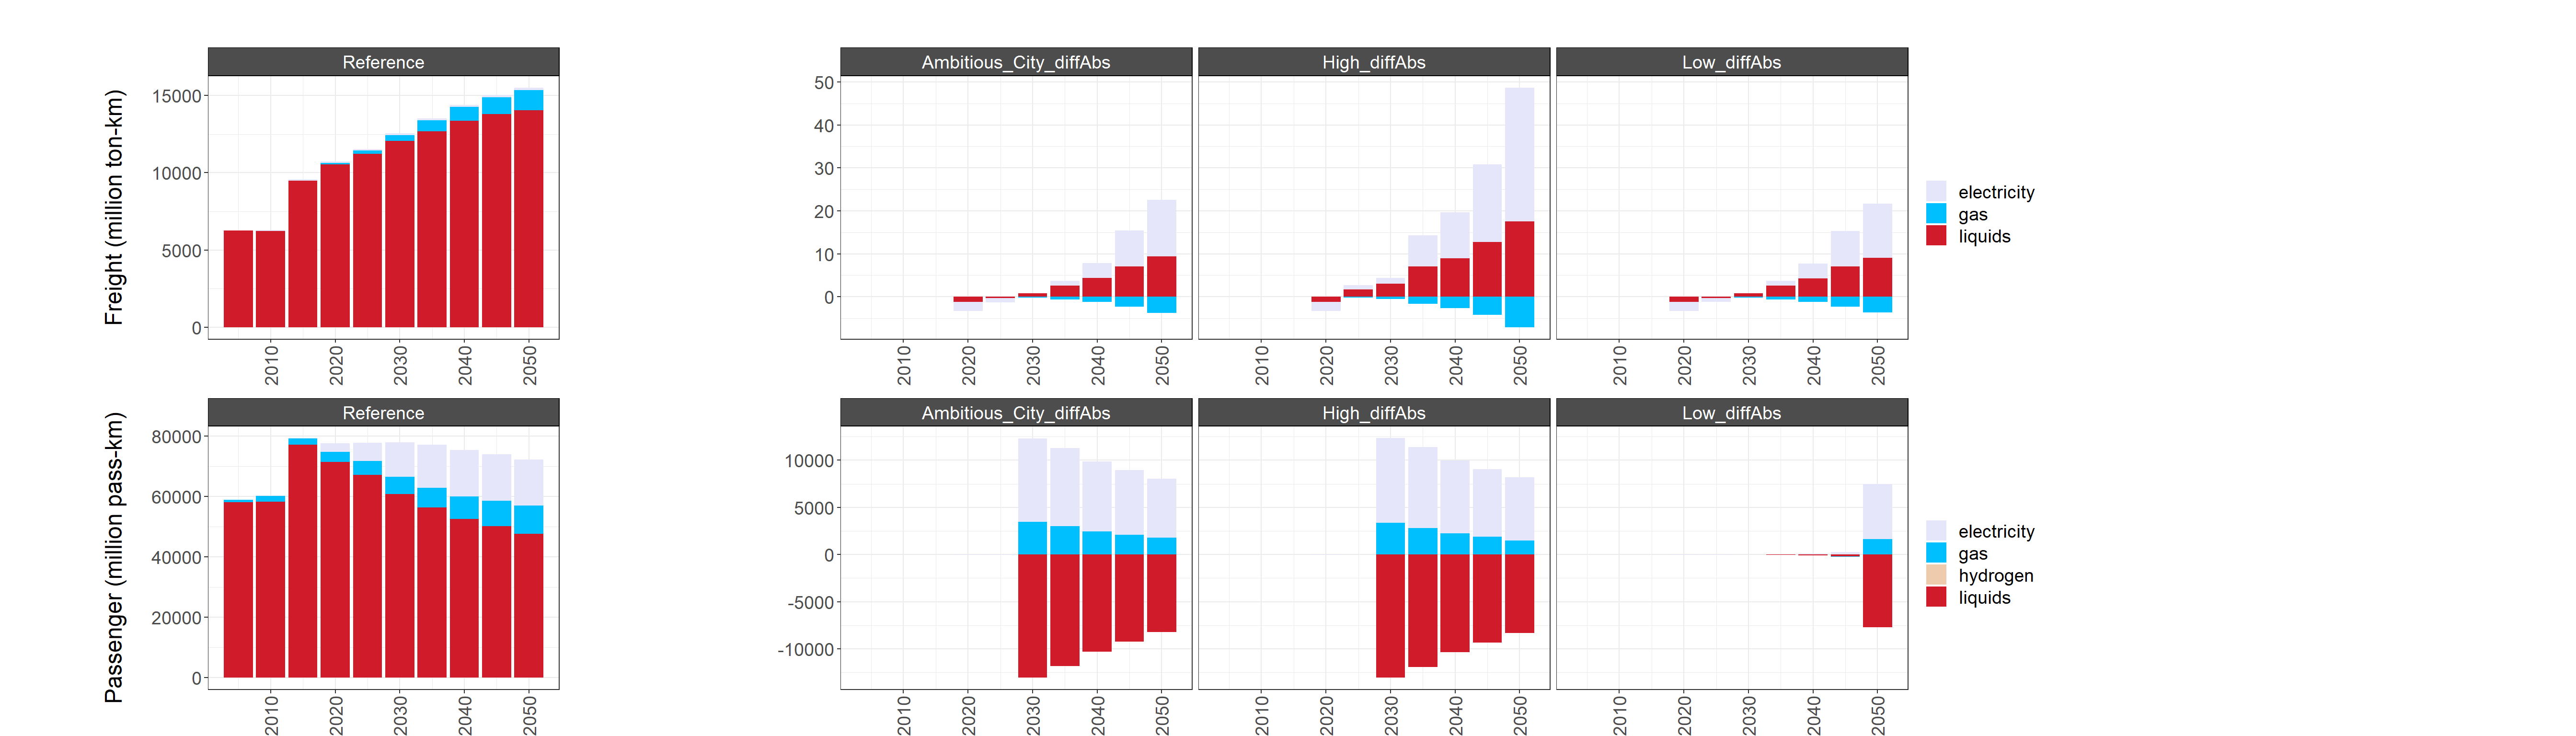 Reference
Ambitious_City_diffAbs
High_diffAbs
Low_diffAbs
Freight (million ton-km)
15000
10000
5000
0
50
40
30
20
10
0
2010 2020 2030 2040 2050
2010 2020 2030 2040 2050
2010 2020 2030 2040 2050
2010 2020 2030 2040 2050
electricity
gas
liquids
Reference
Ambitious_City_diffAbs
High_diffAbs
Low_diffAbs
Passenger (million pass-km)
80000
60000
40000
20000
0
10000
5000
0
-5000
-10000
2010 2020 2030 2040 2050
2010 2020 2030 2040 2050
2010 2020 2030 2040 2050
2010 2020 2030 2040 2050
electricity
gas
hydrogen
liquids